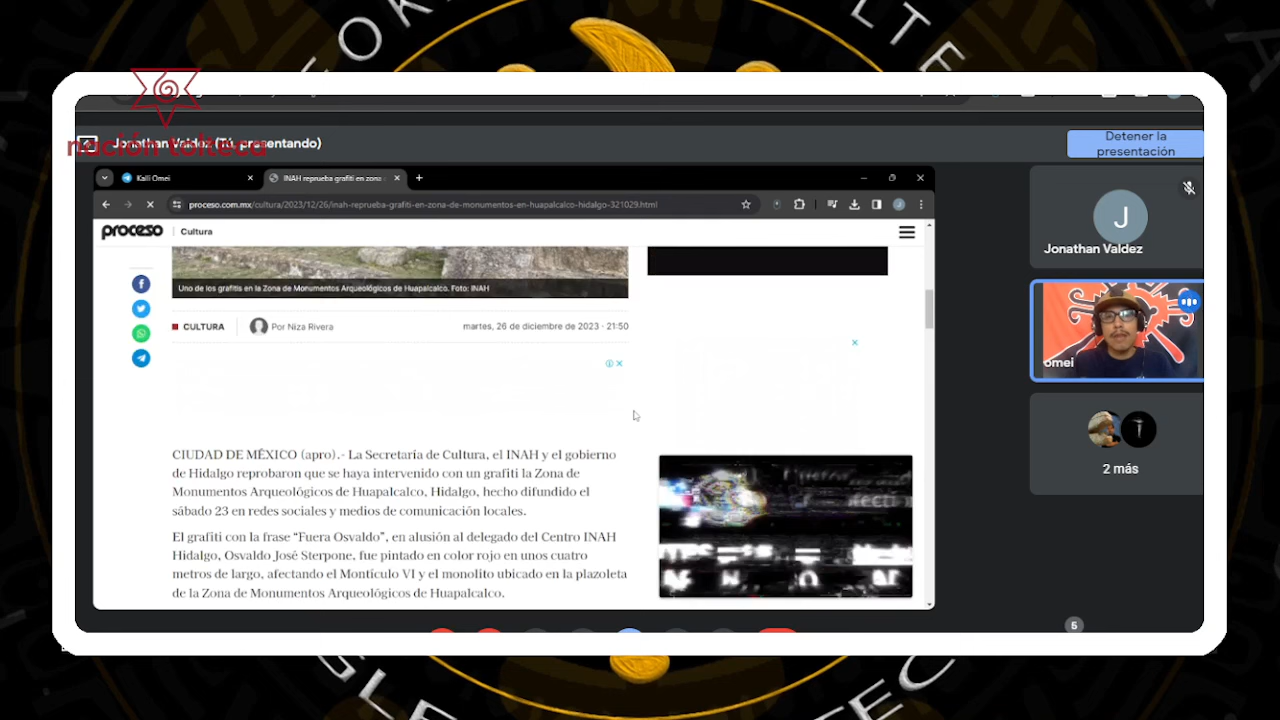 LTE
nación tolteca
Jonathan Valdez (Tú, presentando)
Detener la
presentación
Kalli Omei
INAH reprueba grafiti en zona
proceso.com.mx/cultura/2023/12/26/inah-reprueba-grafiti-en-zona-de-monumentos-en-huapalcalco-hidalgo-321029.html
proceso
Cultura
J
Jonathan Valdez
Uno de los grafitis en la Zona de Monumentos Arqueológicos de Huapalcalco. Foto: INAH
CULTURA
Por Niza Rivera
martes, 26 de diciembre de 2023 · 21:50
omei
CIUDAD DE MÉXICO (apro).- La Secretaría de Cultura, el INAH y el gobierno
de Hidalgo reprobaron que se haya intervenido con un grafiti la Zona de
Monumentos Arqueológicos de Huapalcalco, Hidalgo, hecho difundido el
sábado 23 en redes sociales y medios de comunicación locales.
El grafiti con la frase “Fuera Osvaldo”, en alusión al delegado del Centro INAH
Hidalgo, Osvaldo José Sterpone, fue pintado en color rojo en unos cuatro
metros de largo, afectando el Montículo VI y el monolito ubicado en la plazoleta
de la Zona de Monumentos Arqueológicos de Huapalcalco.
2 más
5